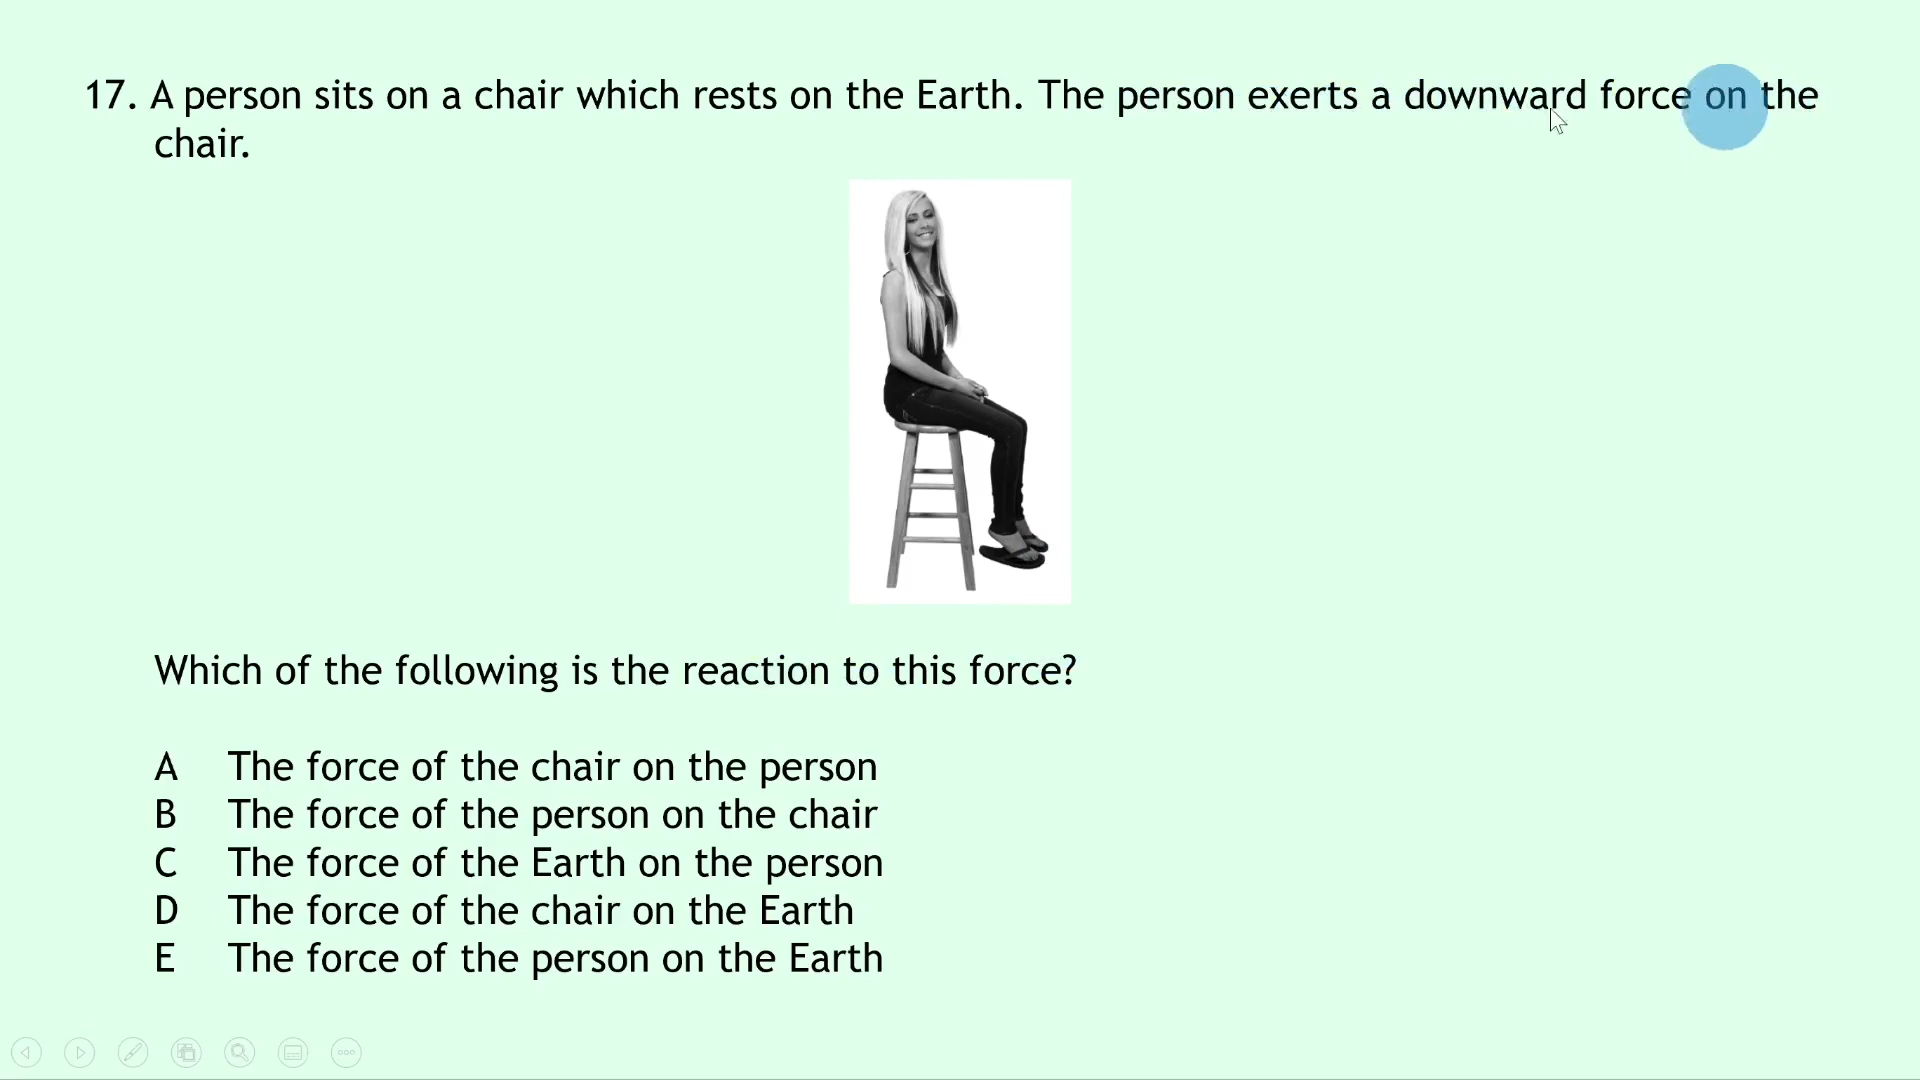 17. A person sits on a chair which rests on the Earth. The person exerts a downward force on the
chair.
Which of the following is the reaction to this force?
A The force of the chair on the person
B The force of the person on the chair
C The force of the Earth on the person
D The force of the chair on the Earth
E The force of the person on the Earth